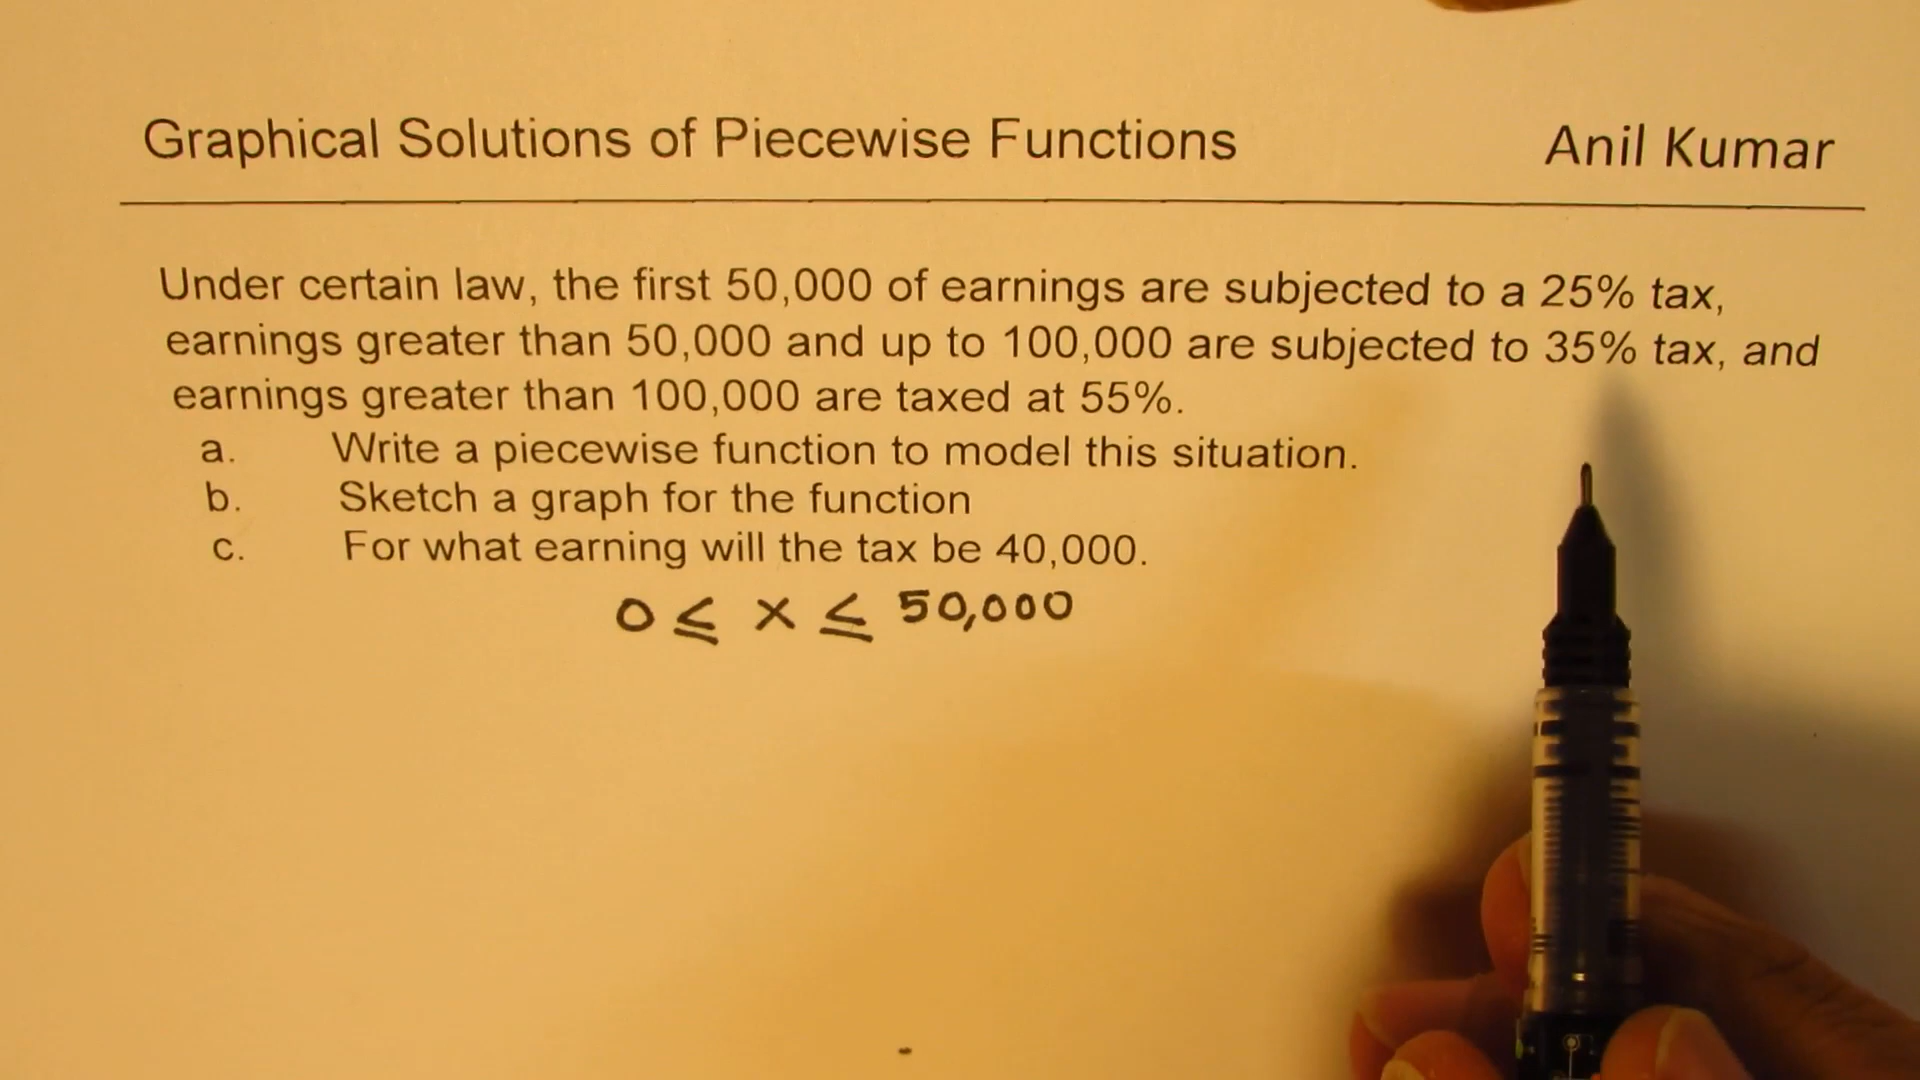 Graphical Solutions of Piecewise Functions Anil Kumar
Under certain law, the first 50,000 of earnings are subjected to a 25% tax,
earnings greater than 50,000 and up to 100,000 are subjected to 35% tax, and
earnings greater than 100,000 are taxed at 55%.
a. Write a piecewise function to model this situation.
b. Sketch a graph for the function
c. For what earning will the tax be 40,000.
0 ≤ x ≤ 50,000